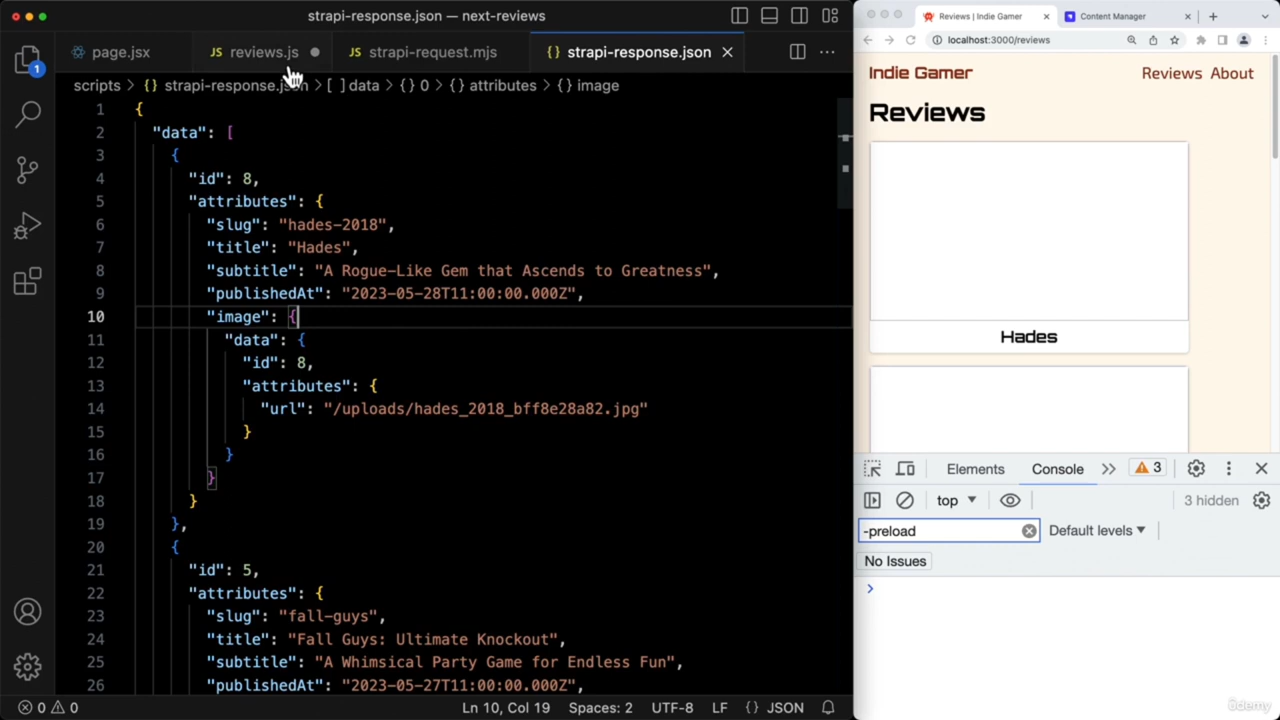 strapi-response.json — next-reviews
page.jsx
JS reviews.js
JS strapi-request.mjs
{} strapi-response.json
1
scripts > {} strapi-response.json > [ ] data > {} 0 > {} attributes > {} image
1 {
2 "data": [
3 {
4 "id": 8,
5 "attributes": {
6 "slug": "hades-2018",
7 "title": "Hades",
8 "subtitle": "A Rogue-Like Gem that Ascends to Greatness",
9 "publishedAt": "2023-05-28T11:00:00.000Z",
10 "image": {
11 "data": {
12 "id": 8,
13 "attributes": {
14 "url": "/uploads/hades_2018_bff8e28a82.jpg"
15 }
16 }
17 }
18 }
19 },
20 {
21 "id": 5,
22 "attributes": {
23 "slug": "fall-guys",
24 "title": "Fall Guys: Ultimate Knockout",
25 "subtitle": "A Whimsical Party Game for Endless Fun",
26 "publishedAt": "2023-05-27T11:00:00.000Z",
0 0
Ln 10, Col 19
Spaces: 2
UTF-8
LF
{} JSON
Reviews | Indie Gamer
Content Manager
localhost:3000/reviews
Indie Gamer
Reviews About
Reviews
Hades
Elements
Console
3
top
3 hidden
-preload
Default levels
No Issues
ûdemy